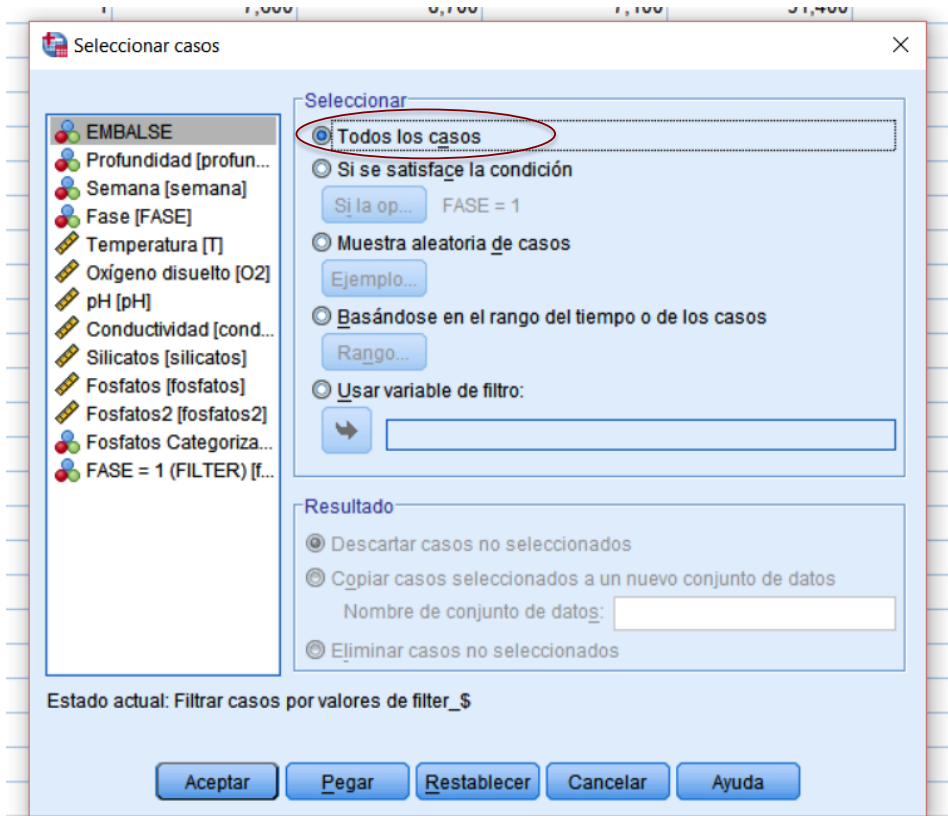 Seleccionar casos
EMBALSE
Profundidad [profun...
Semana [semana]
Fase [FASE]
Temperatura [T]
Oxígeno disuelto [O2]
pH [pH]
Conductividad [cond...
Silicatos [silicatos]
Fosfatos [fosfatos]
Fosfatos2 [fosfatos2]
Fosfatos Categoriza...
FASE = 1 (FILTER) [f...
Seleccionar
Todos los casos
Si se satisface la condición
Si la op... FASE = 1
Muestra aleatoria de casos
Ejemplo...
Basándose en el rango del tiempo o de los casos
Rango...
Usar variable de filtro:
Resultado
Descartar casos no seleccionados
Copiar casos seleccionados a un nuevo conjunto de datos
Nombre de conjunto de datos:
Eliminar casos no seleccionados
Estado actual: Filtrar casos por valores de filter_$
Aceptar Pegar Restablecer Cancelar Ayuda